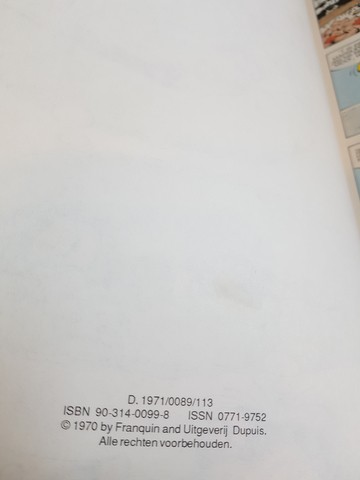 D. 1971/0089/113
ISBN 90-314-0099-8 ISSN 0771-9752
© 1970 by Franquin and Uitgeverij Dupuis.
Alle rechten voorbehouden.